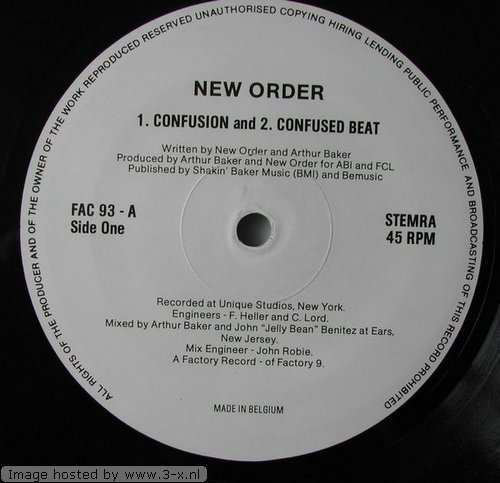 ALL RIGHTS OF THE PRODUCER AND OF THE OWNER OF THE WORK REPRODUCED RESERVED UNAUTHORISED COPYING HIRING LENDING PUBLIC PERFORMANCE AND BROADCASTING OF THIS RECORD PROHIBITED
NEW ORDER
1. CONFUSION and 2. CONFUSED BEAT
Written by New Order and Arthur Baker
Produced by Arthur Baker and New Order for ABI and FCL
Published by Shakin' Baker Music (BMI) and Bemusic
FAC 93 - A
Side One
STEMRA
45 RPM
Recorded at Unique Studios, New York.
Engineers - F. Heller and C. Lord.
Mixed by Arthur Baker and John "Jelly Bean" Benitez at Ears,
New Jersey.
Mix Engineer - John Robie.
A Factory Record - of Factory 9.
MADE IN BELGIUM
Image hosted by www.3-x.nl